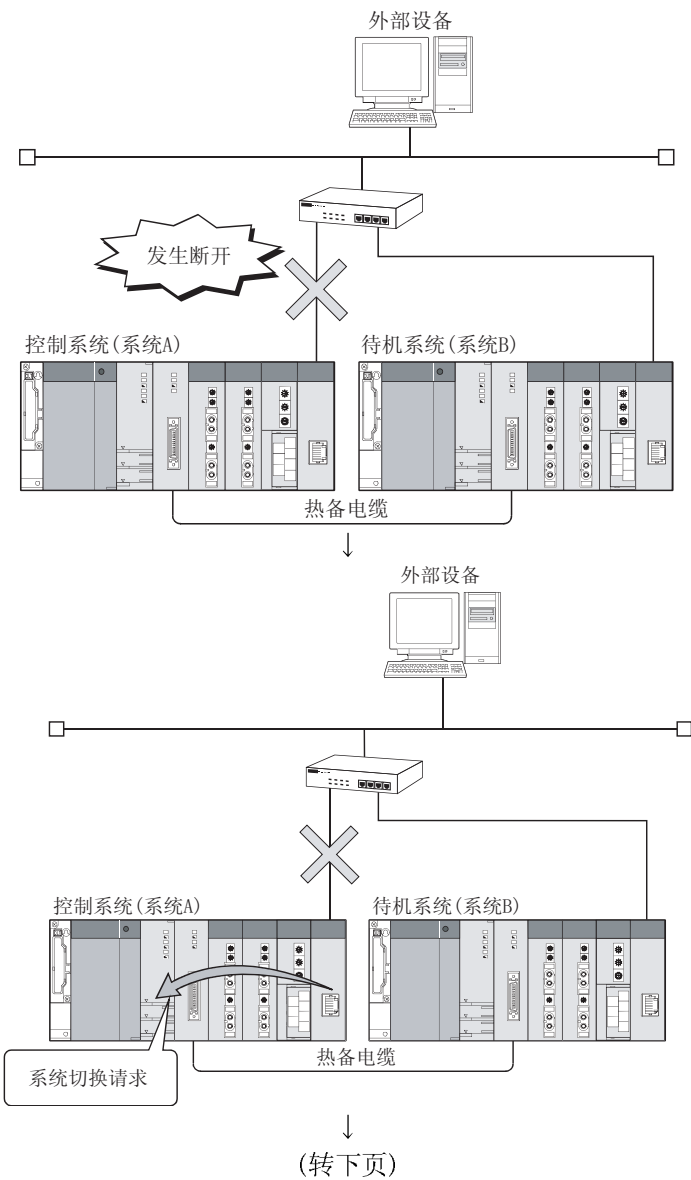 外部设备
发生断开
控制系统(系统A)
待机系统(系统B)
热备电缆
↓
外部设备
控制系统(系统A)
待机系统(系统B)
热备电缆
系统切换请求
↓
(转下页)